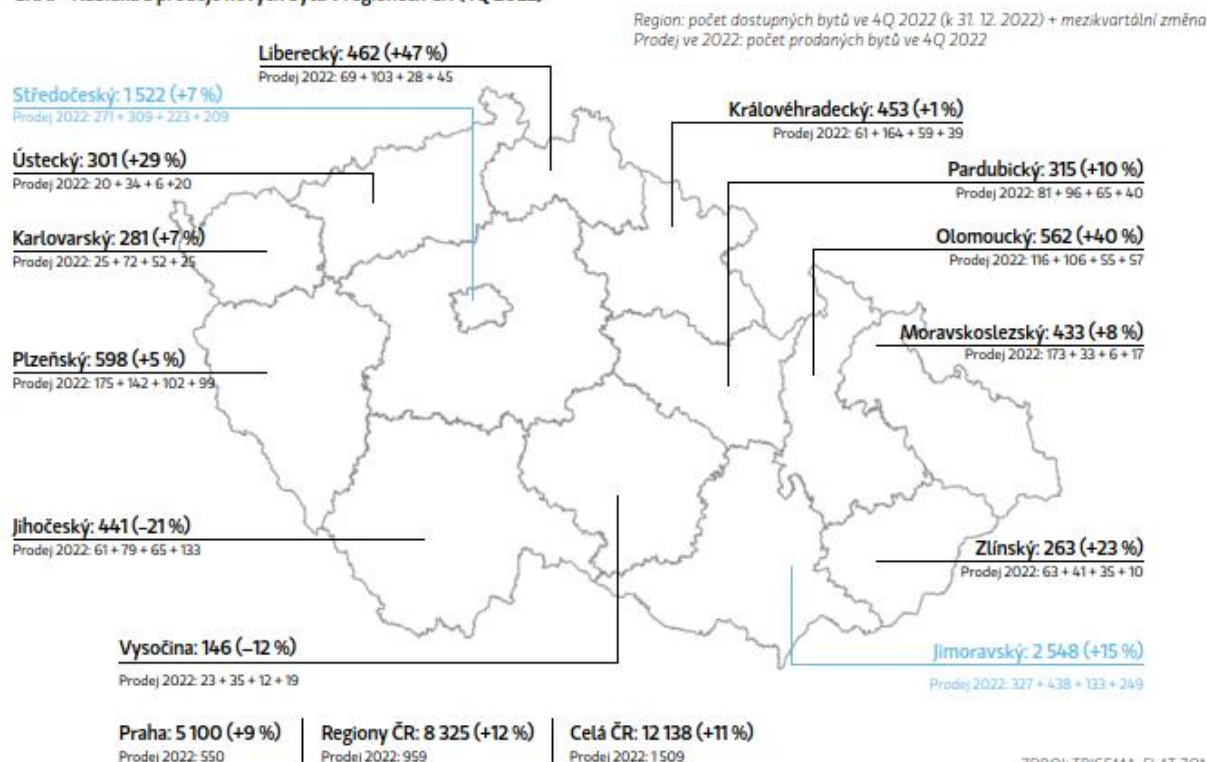 Region: počet dostupných bytů ve 4Q 2022 (k 31. 12. 2022) + mezikvartální změna
Prodej ve 2022: počet prodaných bytů ve 4Q 2022
Liberecký: 462 (+47 %)
Prodej 2022: 69 + 103 + 28 + 45
Středočeský: 1 522 (+7 %)
Prodej 2022: 271 + 309 + 223 + 209
Královéhradecký: 453 (+1 %)
Prodej 2022: 61 + 164 + 59 + 39
Ústecký: 301 (+29 %)
Prodej 2022: 20 + 34 + 6 +20
Pardubický: 315 (+10 %)
Prodej 2022: 81 + 96 + 65 + 40
Karlovarský: 281 (+7 %)
Prodej 2022: 25 + 72 + 52 + 25
Olomoucký: 562 (+40 %)
Prodej 2022: 116 + 106 + 55 + 57
Moravskoslezský: 433 (+8 %)
Prodej 2022: 173 + 33 + 6 + 17
Plzeňský: 598 (+5 %)
Prodej 2022: 175 + 142 + 102 + 99
Jihočeský: 441 (–21 %)
Prodej 2022: 61 + 79 + 65 + 133
Zlínský: 263 (+23 %)
Prodej 2022: 63 + 41 + 35 + 10
Vysočina: 146 (–12 %)
Prodej 2022: 23 + 35 + 12 + 19
Jimoravský: 2 548 (+15 %)
Prodej 2022: 327 + 438 + 133 + 249
Praha: 5 100 (+9 %)
Prodej 2022: 550
Regiony ČR: 8 325 (+12 %)
Prodej 2022: 959
Celá ČR: 12 138 (+11 %)
Prodej 2022: 1 509